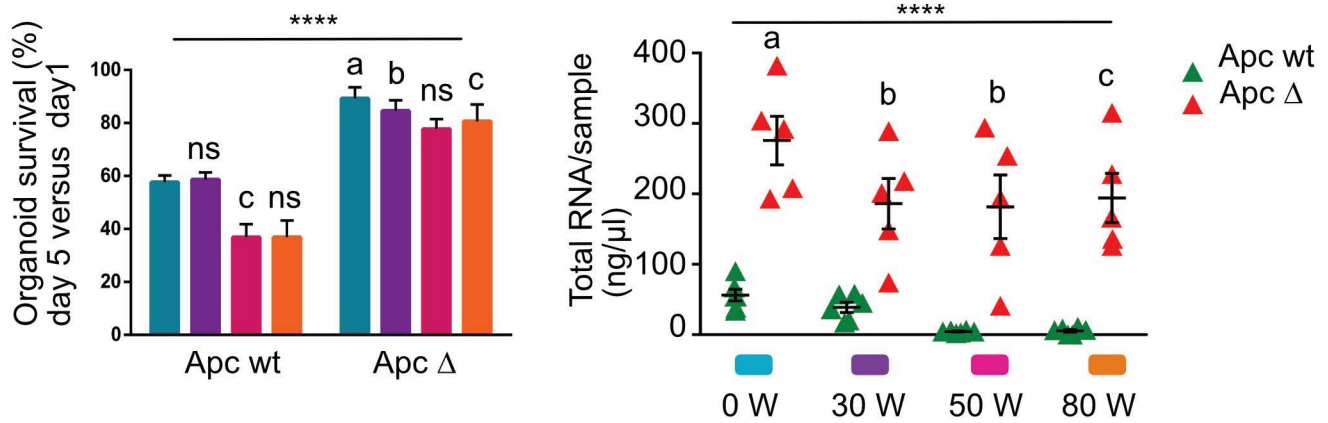 Organoid survival (%)
day 5 versus day1
****
100
80
60
40
20
0
ns
c
ns
a
b
ns
c
Apc wt
Apc Δ
Total RNA/sample
(ng/µl)
****
400
300
200
100
0
a
b
b
c
Apc wt
Apc Δ
0 W
30 W
50 W
80 W